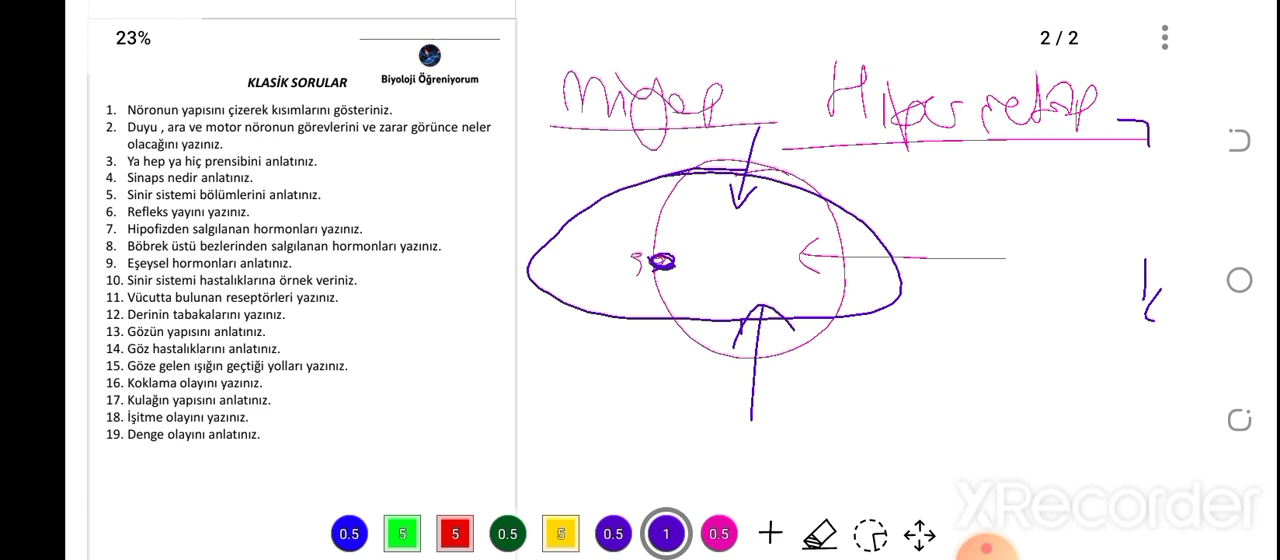 23%
2 / 2
Biyoloji Öğreniyorum
KLASİK SORULAR
1. Nöronun yapısını çizerek kısımlarını gösteriniz.
2. Duyu , ara ve motor nöronun görevlerini ve zarar görünce neler
olacağını yazınız.
3. Ya hep ya hiç prensibini anlatınız.
4. Sinaps nedir anlatınız.
5. Sinir sistemi bölümlerini anlatınız.
6. Refleks yayını yazınız.
7. Hipofizden salgılanan hormonları yazınız.
8. Böbrek üstü bezlerinden salgılanan hormonları yazınız.
9. Eşeysel hormonları anlatınız.
10. Sinir sistemi hastalıklarına örnek veriniz.
11. Vücutta bulunan reseptörleri yazınız.
12. Derinin tabakalarını yazınız.
13. Gözün yapısını anlatınız.
14. Göz hastalıklarını anlatınız.
15. Göze gelen ışığın geçtiği yolları yazınız.
16. Koklama olayını yazınız.
17. Kulağın yapısını anlatınız.
18. İşitme olayını yazınız.
19. Denge olayını anlatınız.
miyop
0.5 5 5 0.5 5 0.5 1 0.5
XRecorder